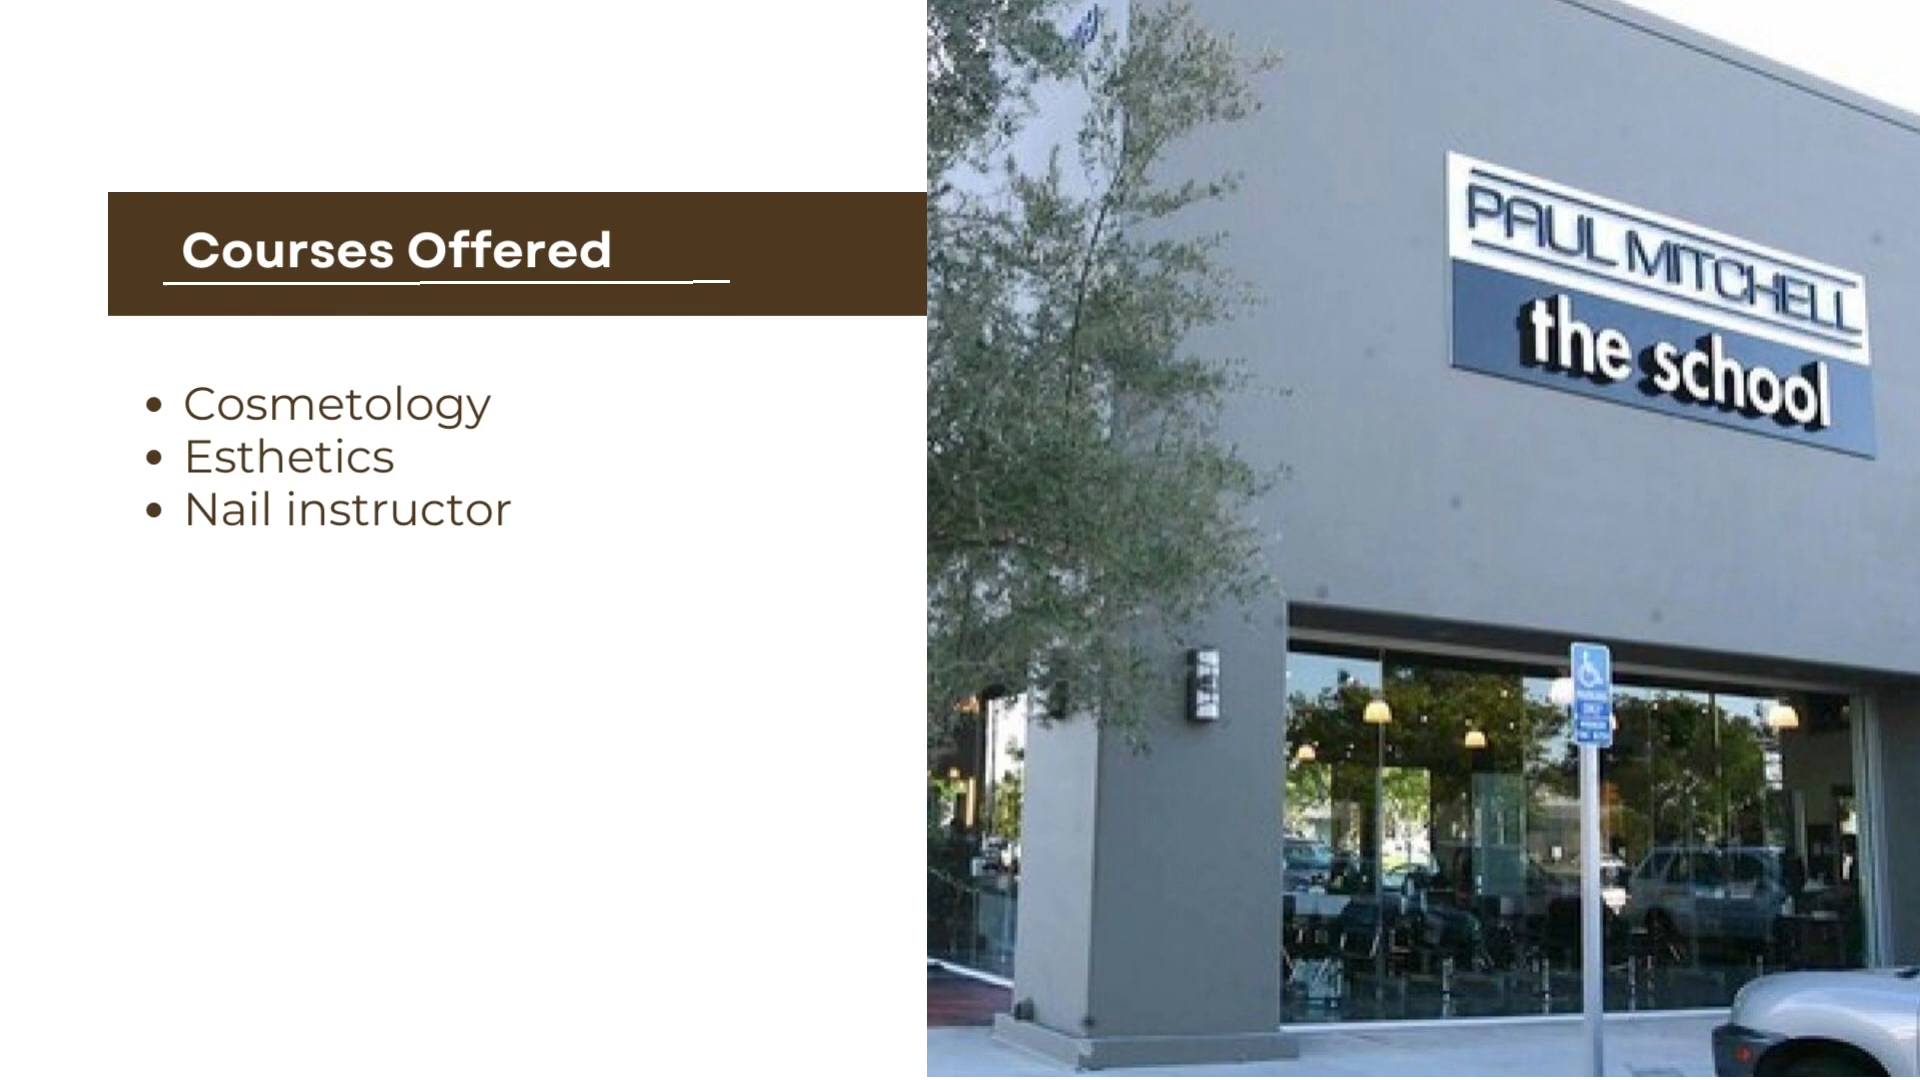 Courses Offered
Cosmetology
Esthetics
Nail instructor
PAUL MITCHELL
the school